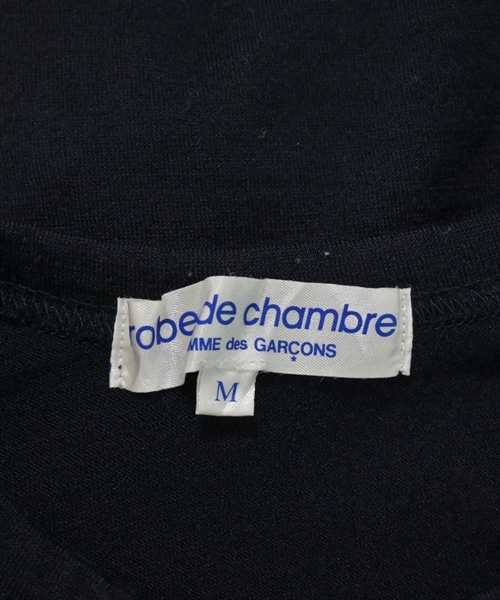 robe de chambre
MME des GARÇONS
*
M